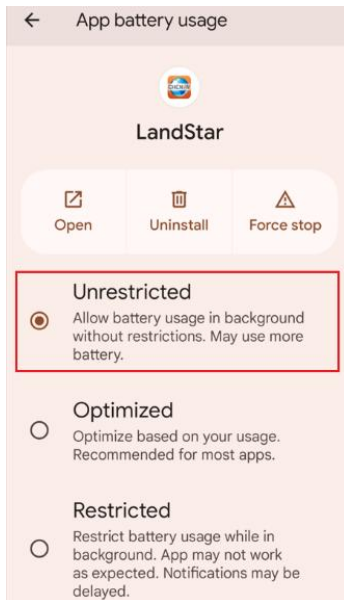 App battery usage
LandStar
Open Uninstall Force stop
Unrestricted
Allow battery usage in background
without restrictions. May use more
battery.
Optimized
Optimize based on your usage.
Recommended for most apps.
Restricted
Restrict battery usage while in
background. App may not work
as expected. Notifications may be
delayed.